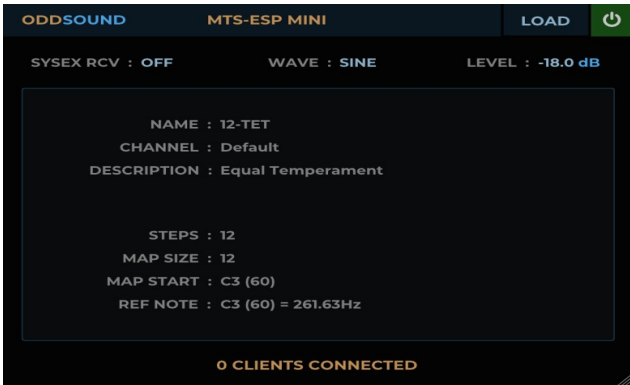 ODDSOUND MTS-ESP MINI LOAD
SYSEX RCV : OFF WAVE : SINE LEVEL : -18.0 dB
NAME : 12-TET
CHANNEL : Default
DESCRIPTION : Equal Temperament
STEPS : 12
MAP SIZE : 12
MAP START : C3 (60)
REF NOTE : C3 (60) = 261.63Hz
0 CLIENTS CONNECTED